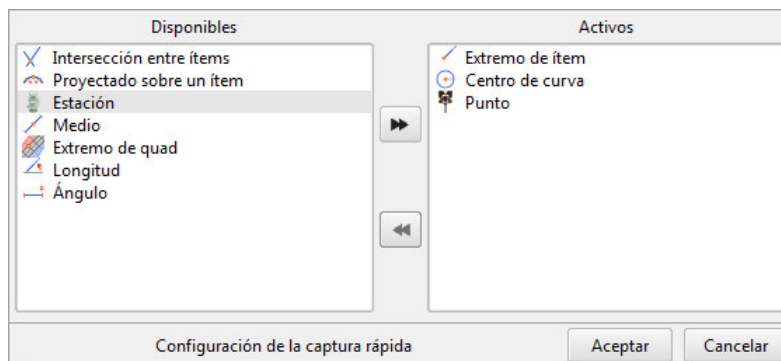 Disponibles
Intersección entre ítems
Proyectado sobre un ítem
Estación
Medio
Extremo de quad
Longitud
Ángulo
Activos
Extremo de ítem
Centro de curva
Punto
Configuración de la captura rápida
Aceptar
Cancelar